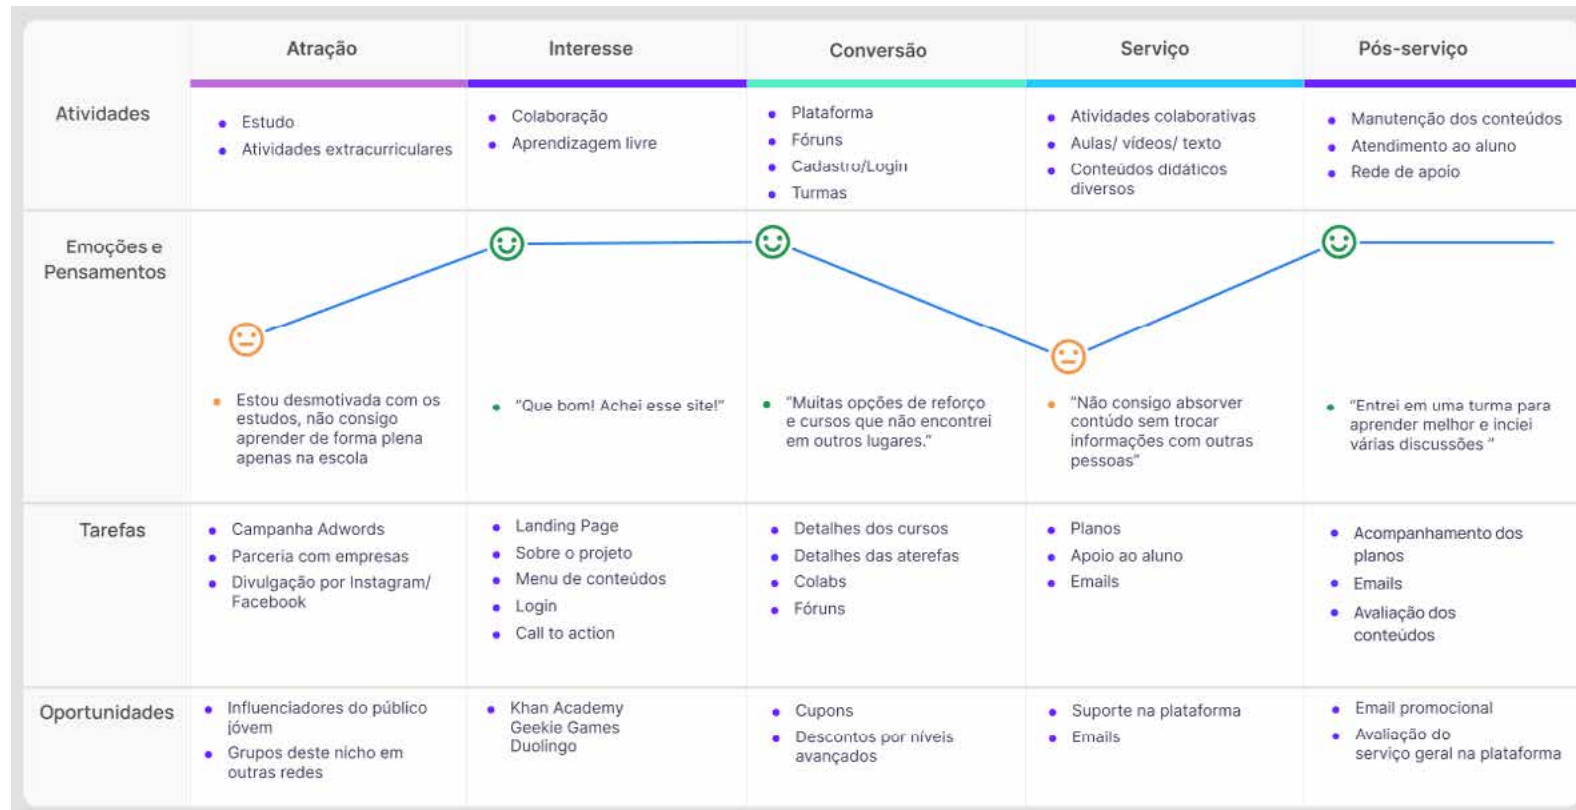 Atração
Interesse
Conversão
Serviço
Pós-serviço
Atividades
Estudo
Atividades extracurriculares
Colaboração
Aprendizagem livre
Plataforma
Fóruns
Cadastro/Login
Turmas
Atividades colaborativas
Aulas/ vídeos/ texto
Conteúdos didáticos
diversos
Manutenção dos conteúdos
Atendimento ao aluno
Rede de apoio
Emoções e
Pensamentos
Estou desmotivada com os
estudos, não consigo
aprender de forma plena
apenas na escola
"Que bom! Achei esse site!"
"Muitas opções de reforço
e cursos que não encontrei
em outros lugares."
"Não consigo absorver
contúdo sem trocar
informações com outras
pessoas"
"Entrei em uma turma para
aprender melhor e inciei
várias discussões "
Tarefas
Campanha Adwords
Parceria com empresas
Divulgação por Instagram/
Facebook
Landing Page
Sobre o projeto
Menu de conteúdos
Login
Call to action
Detalhes dos cursos
Detalhes das aterefas
Colabs
Fóruns
Planos
Apoio ao aluno
Emails
Acompanhamento dos
planos
Emails
Avaliação dos
conteúdos
Oportunidades
Influenciadores do público
jóvem
Grupos deste nicho em
outras redes
Khan Academy
Geekie Games
Duolingo
Cupons
Descontos por níveis
avançados
Suporte na plataforma
Emails
Email promocional
Avaliação do
serviço geral na plataforma